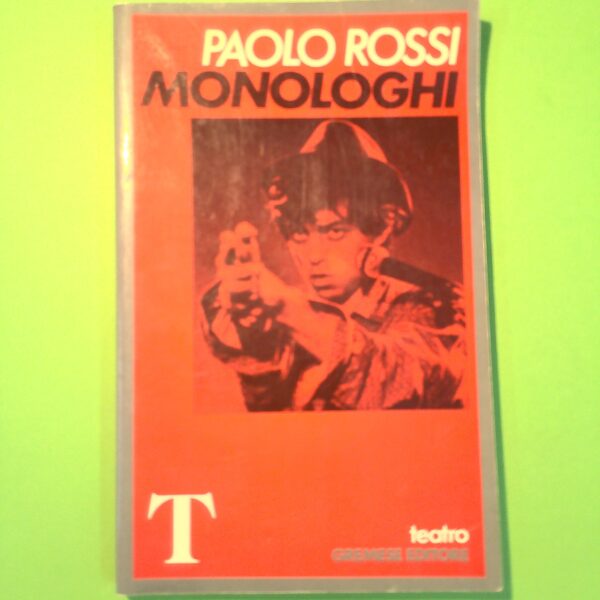 PAOLO ROSSI
MONOLOGHI
T
teatro
GREMESE EDITORE